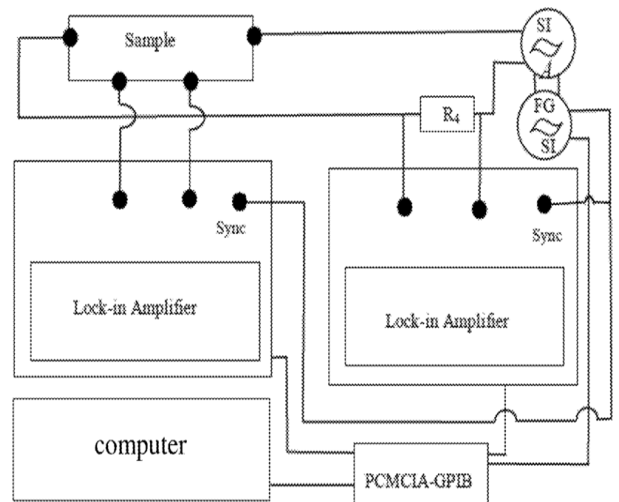 SI
Sample
A
R4
FG
SI
Sync
Sync
Lock-in Amplifier
Lock-in Amplifier
computer
PCMCIA-GPIB